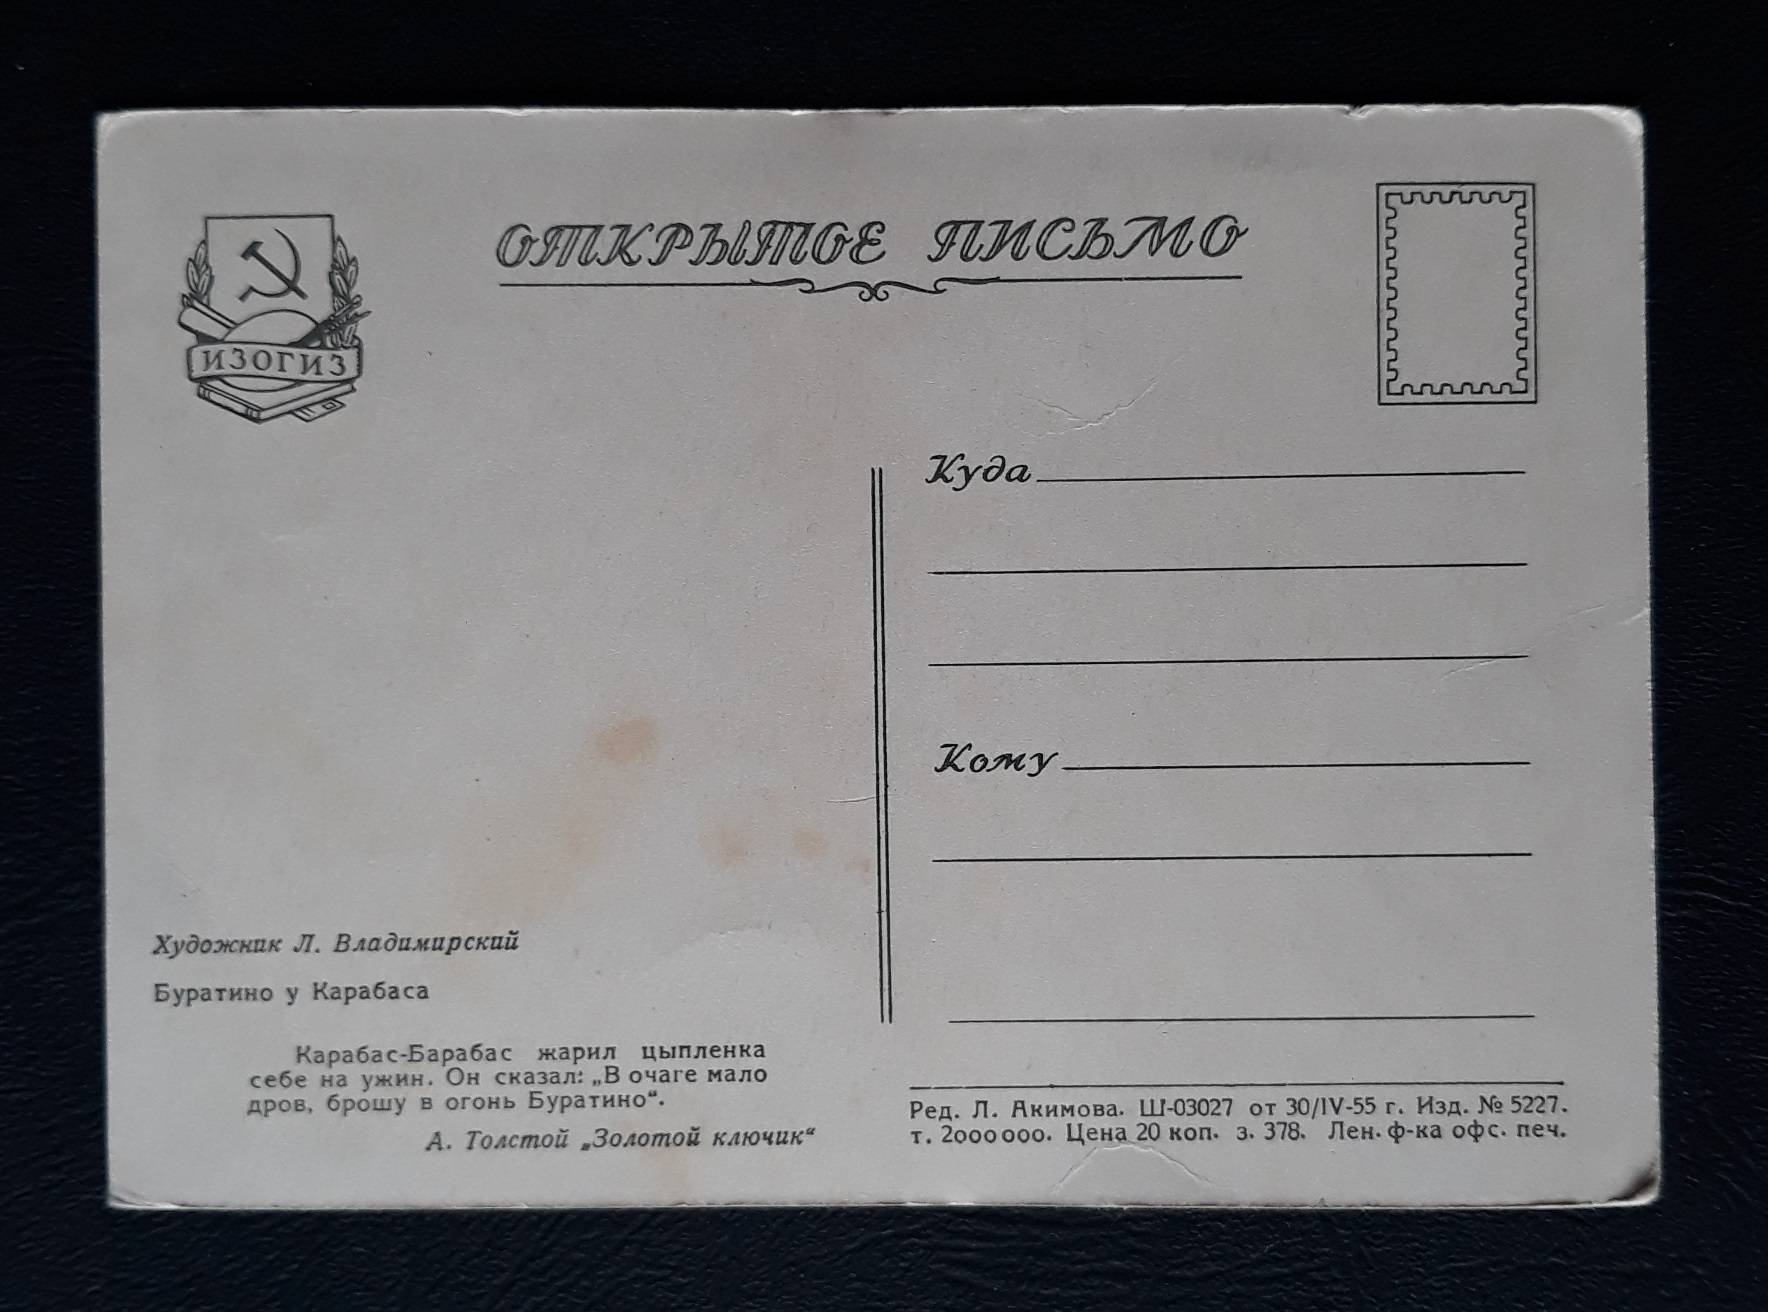 ОТКРЫТОЕ ПИСЬМО
ИЗОГИЗ
Куда
Кому
Художник Л. Владимирский
Буратино у Карабаса
Карабас-Барабас жарил цыпленка
себе на ужин. Он сказал: „В очаге мало
дров, брошу в огонь Буратино“.
А. Толстой „Золотой ключик“
Ред. Л. Якимова. Ш-03027 от 30/IV-55 г. Изд. № 5227.
т. 2000000. Цена 20 коп. з. 378. Лен. ф-ка офс. печ.